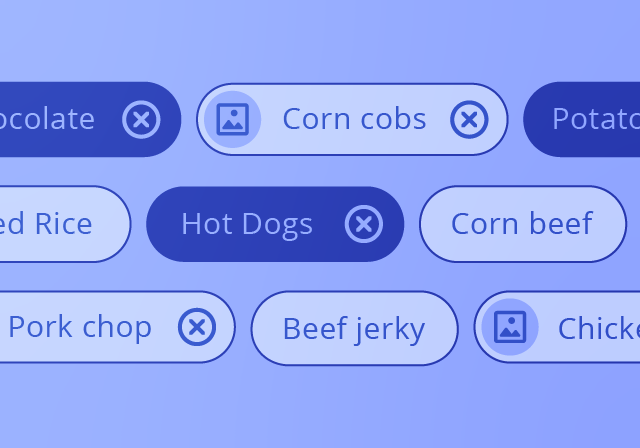 ocolate Corn cobs Potato
ed Rice Hot Dogs Corn beef
Pork chop Beef jerky Chicke